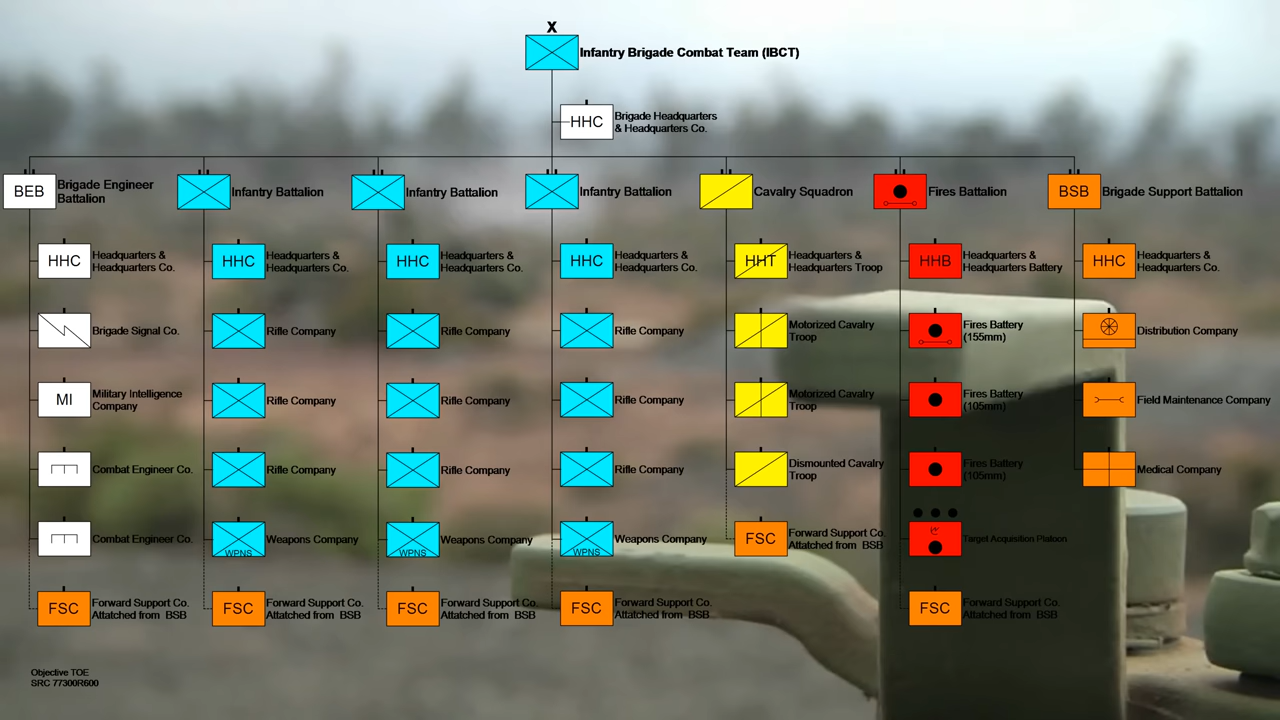 X
Infantry Brigade Combat Team (IBCT)
HHC
Brigade Headquarters
& Headquarters Co.
BEB
Brigade Engineer
Battalion
Infantry Battalion
Infantry Battalion
Infantry Battalion
Cavalry Squadron
Fires Battalion
BSB
Brigade Support Battalion
HHC
Headquarters &
Headquarters Co.
HHC
Headquarters &
Headquarters Co.
HHC
Headquarters &
Headquarters Co.
HHC
Headquarters &
Headquarters Co.
HHT
Headquarters &
Headquarters Troop
HHB
Headquarters &
Headquarters Battery
HHC
Headquarters &
Headquarters Co.
Brigade Signal Co.
Rifle Company
Rifle Company
Rifle Company
Motorized Cavalry
Troop
Fires Battery
(155mm)
Distribution Company
MI
Military Intelligence
Company
Rifle Company
Rifle Company
Rifle Company
Motorized Cavalry
Troop
Fires Battery
(105mm)
Field Maintenance Company
Combat Engineer Co.
Rifle Company
Rifle Company
Rifle Company
Dismounted Cavalry
Troop
Fires Battery
(105mm)
Medical Company
Combat Engineer Co.
WPNS
Weapons Company
WPNS
Weapons Company
WPNS
Weapons Company
FSC
Forward Support Co.
Attatched from BSB
Target Acquisition Platoon
FSC
Forward Support Co.
Attatched from BSB
FSC
Forward Support Co.
Attatched from BSB
FSC
Forward Support Co.
Attatched from BSB
FSC
Forward Support Co.
Attatched from BSB
FSC
Forward Support Co.
Attatched from BSB
Objective TOE
SRC 77300R600